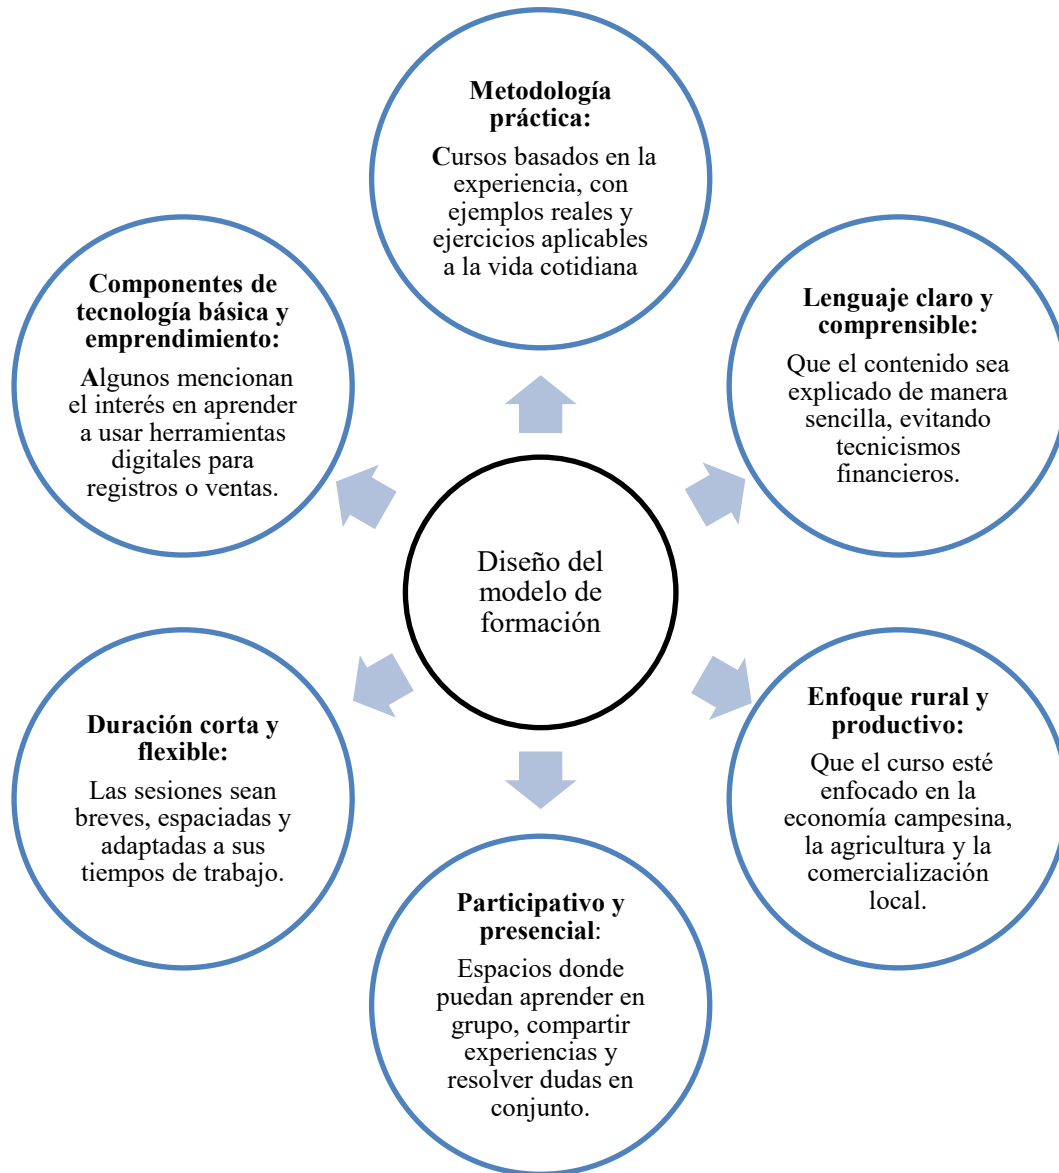 Metodología
práctica:
Cursos basados en la
experiencia, con
ejemplos reales y
ejercicios aplicables
a la vida cotidiana
Componentes de
tecnología básica y
emprendimiento:
Algunos mencionan
el interés en aprender
a usar herramientas
digitales para
registros o ventas.
Lenguaje claro y
comprensible:
Que el contenido sea
explicado de manera
sencilla, evitando
tecnicismos
financieros.
Diseño del
modelo de
formación
Duración corta y
flexible:
Las sesiones sean
breves, espaciadas y
adaptadas a sus
tiempos de trabajo.
Enfoque rural y
productivo:
Que el curso esté
enfocado en la
economía campesina,
la agricultura y la
comercialización
local.
Participativo y
presencial:
Espacios donde
puedan aprender en
grupo, compartir
experiencias y
resolver dudas en
conjunto.